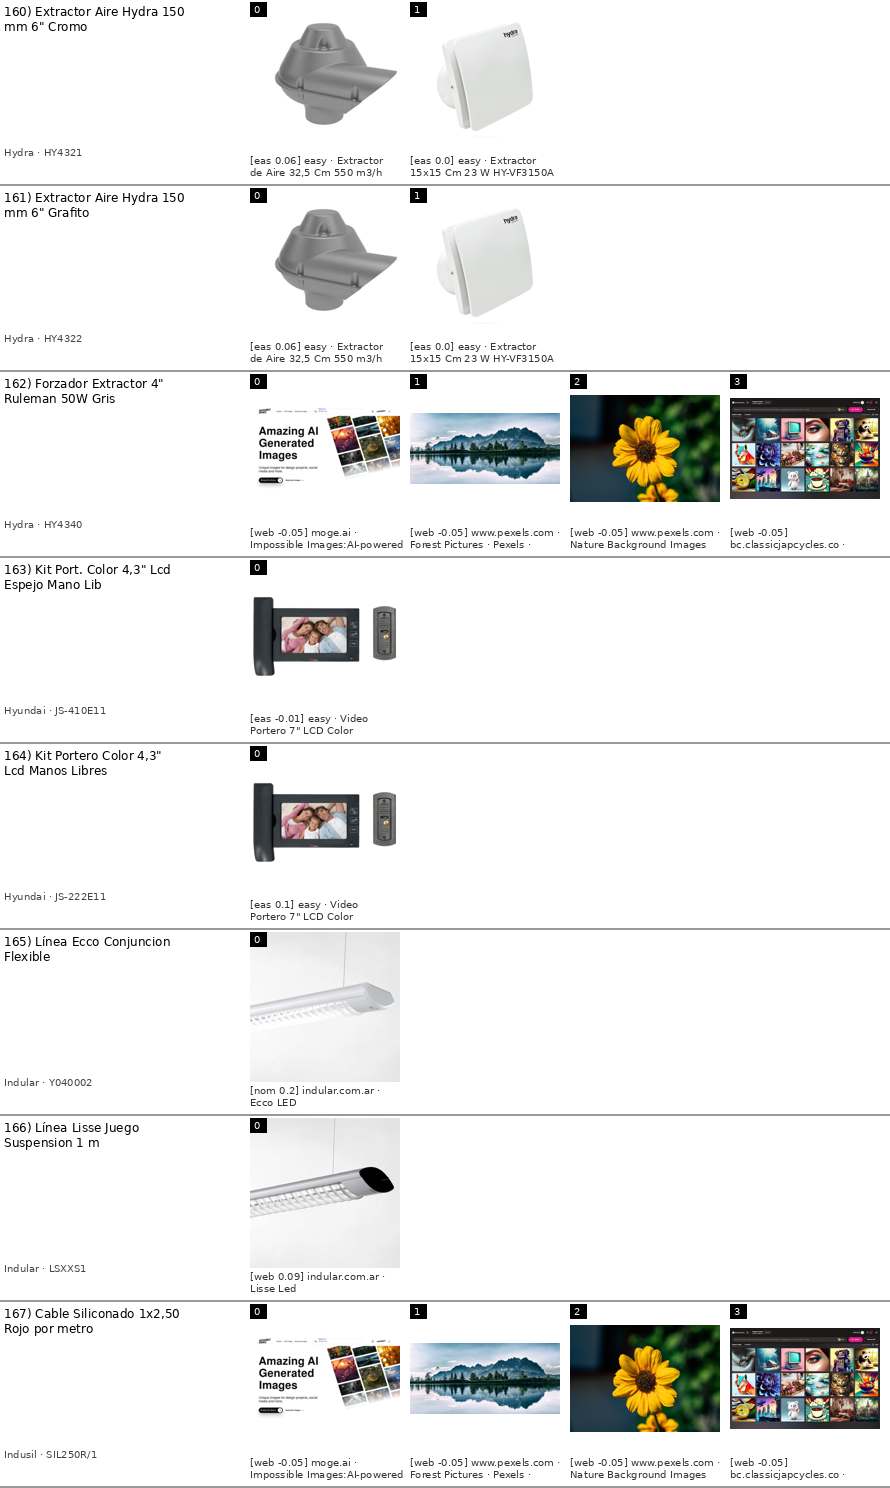 160) Extractor Aire Hydra 150
mm 6" Cromo
Hydra · HY4321
0
[eas 0.06] easy · Extractor
de Aire 32,5 Cm 550 m3/h
1
hydra
[eas 0.0] easy · Extractor
15x15 Cm 23 W HY-VF3150A
161) Extractor Aire Hydra 150
mm 6" Grafito
Hydra · HY4322
0
[eas 0.06] easy · Extractor
de Aire 32,5 Cm 550 m3/h
1
hydra
[eas 0.0] easy · Extractor
15x15 Cm 23 W HY-VF3150A
162) Forzador Extractor 4"
Ruleman 50W Gris
Hydra · HY4340
0
Amazing AI
Generated
Images
[web -0.05] moge.ai ·
Impossible Images:AI-powered
1
[web -0.05] www.pexels.com ·
Forest Pictures · Pexels ·
2
[web -0.05] www.pexels.com ·
Nature Background Images
3
[web -0.05]
bc.classicjapcycles.co ·
163) Kit Port. Color 4,3" Lcd
Espejo Mano Lib
Hyundai · JS-410E11
0
[eas -0.01] easy · Video
Portero 7" LCD Color
164) Kit Portero Color 4,3"
Lcd Manos Libres
Hyundai · JS-222E11
0
[eas 0.1] easy · Video
Portero 7" LCD Color
165) Línea Ecco Conjuncion
Flexible
Indular · Y040002
0
[nom 0.2] indular.com.ar ·
Ecco LED
166) Línea Lisse Juego
Suspension 1 m
Indular · LSXXS1
0
[web 0.09] indular.com.ar ·
Lisse Led
167) Cable Siliconado 1x2,50
Rojo por metro
Indusil · SIL250R/1
0
Amazing AI
Generated
Images
[web -0.05] moge.ai ·
Impossible Images:AI-powered
1
[web -0.05] www.pexels.com ·
Forest Pictures · Pexels ·
2
[web -0.05] www.pexels.com ·
Nature Background Images
3
[web -0.05]
bc.classicjapcycles.co ·